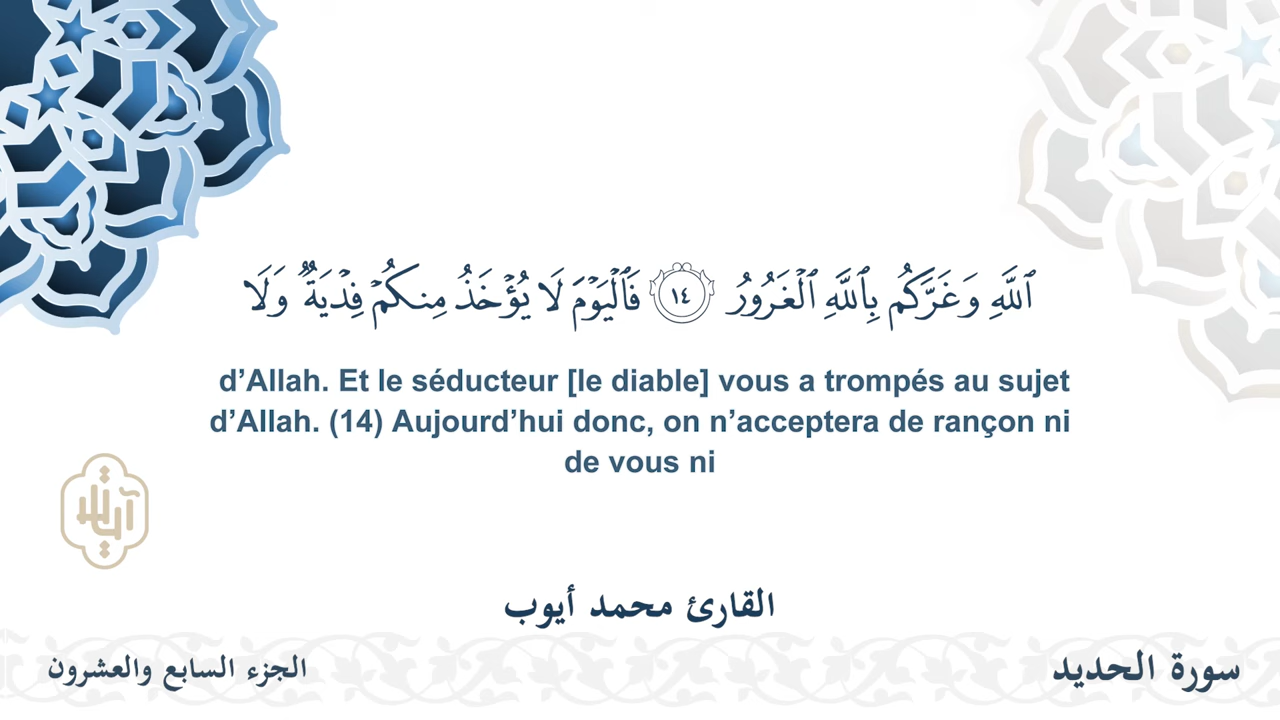 ٱللَّهِ وَغَرَّكُم بِٱللَّهِ ٱلْغَرُورُ ١٤ فَٱلْيَوْمَ لَا يُؤْخَذُ مِنكُمْ فِدْيَةٌ وَلَا
d’Allah. Et le séducteur [le diable] vous a trompés au sujet
d’Allah. (14) Aujourd’hui donc, on n’acceptera de rançon ni
de vous ni
آيات
القارئ محمد أيوب
سورة الحديد
الجزء السابع والعشرون